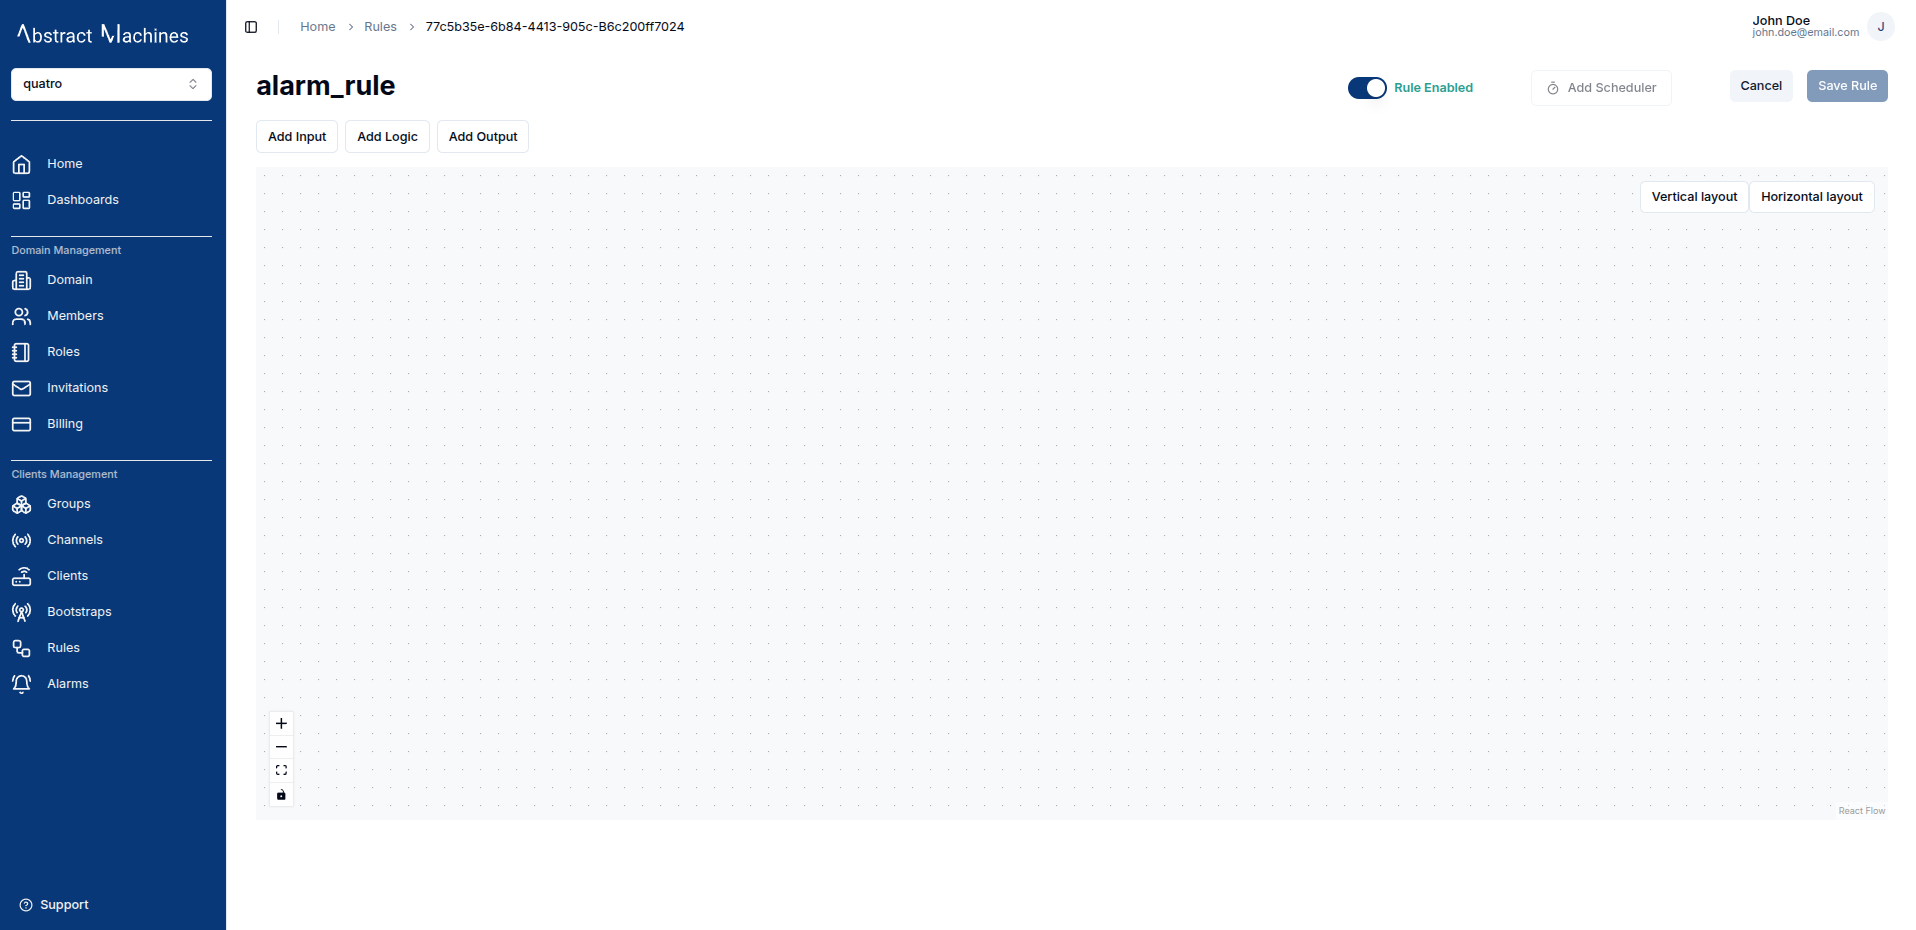 Abstract Machines
quatro
Home
Dashboards
Domain Management
Domain
Members
Roles
Invitations
Billing
Clients Management
Groups
Channels
Clients
Bootstraps
Rules
Alarms
Support
Home > Rules > 77c5b35e-6b84-4413-905c-B6c200ff7024
John Doe
john.doe@email.com
J
alarm_rule
Rule Enabled
Add Scheduler
Cancel
Save Rule
Add Input
Add Logic
Add Output
Vertical layout
Horizontal layout
React Flow